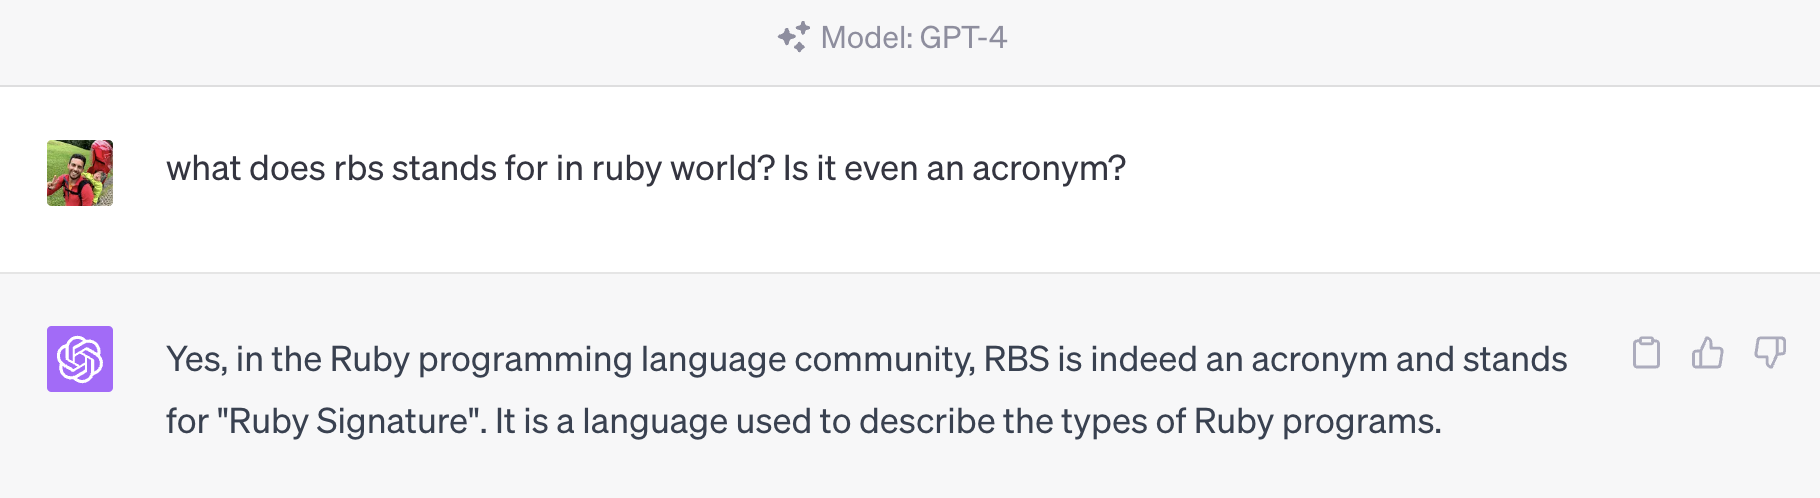 Model: GPT-4
what does rbs stands for in ruby world? Is it even an acronym?
Yes, in the Ruby programming language community, RBS is indeed an acronym and stands
for "Ruby Signature". It is a language used to describe the types of Ruby programs.